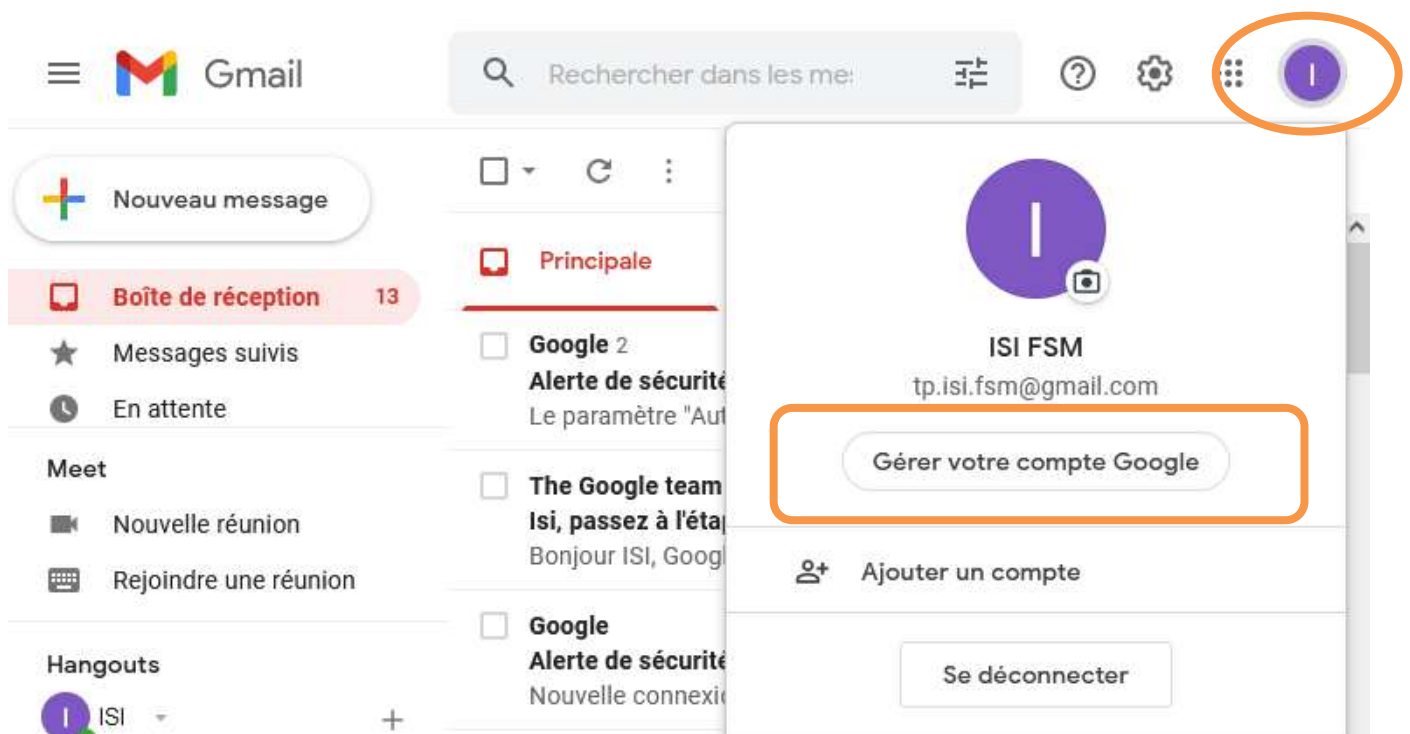 Gmail
Rechercher dans les me
I
Nouveau message
Boîte de réception 13
Messages suivis
En attente
Meet
Nouvelle réunion
Rejoindre une réunion
Hangouts
I ISI
Principale
Google 2
Alerte de sécurité
Le paramètre "Aut
The Google team
Isi, passez à l'éta
Bonjour ISI, Googl
Google
Alerte de sécurité
Nouvelle connexi
I
ISI FSM
tp.isi.fsm@gmail.com
Gérer votre compte Google
Ajouter un compte
Se déconnecter